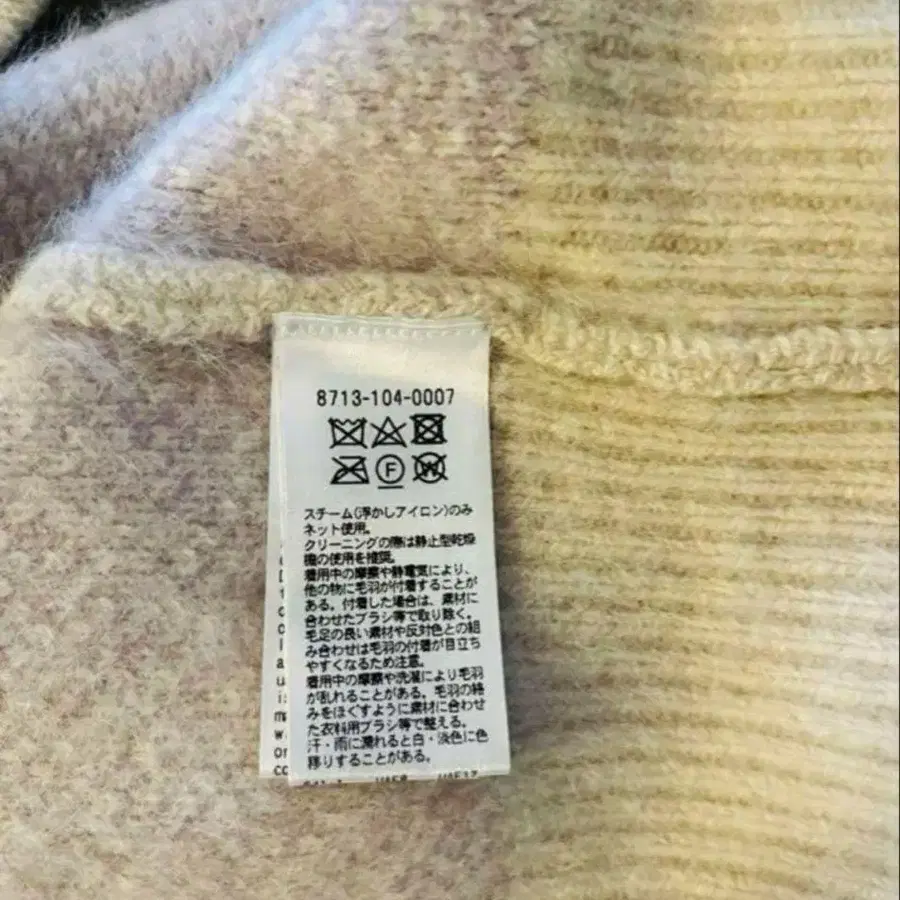 8713-104-0007
F
W
スチーム(浮かしアイロン)のみ
ネット使用。
クリーニングの際は静止型乾燥
機の使用を推奨。
着用中の摩擦や静電気により、
他の物に毛羽が付着することが
ある。付着した場合は、素材に
合わせたブラシ等で取り除く。
毛足の長い素材や反対色との組
み合わせは毛羽の付着が目立ち
やすくなるため注意。
着用中の摩擦や洗濯により毛羽
が乱れることがある。毛羽の絡
みをほぐすように素材に合わせ
た衣料用ブラシ等で整える。
汗・雨に濡れると白・淡色に色
移りすることがある。